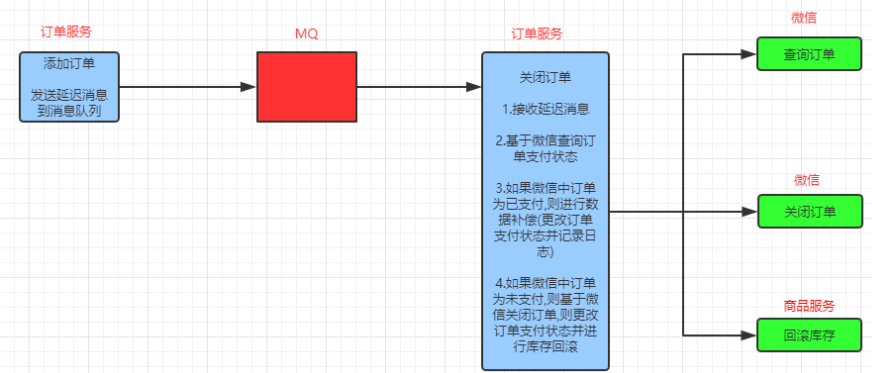 订单服务
添加订单
发送延迟消息
到消息队列
MQ
订单服务
关闭订单
1.接收延迟消息
2.基于微信查询订
单支付状态
3.如果微信中订单
为已支付,则进行数
据补偿(更改订单
支付状态并记录日
志)
4.如果微信中订单
为未支付,则基于微
信关闭订单,则更改
订单支付状态并进
行库存回滚
微信
查询订单
微信
关闭订单
商品服务
回滚库存